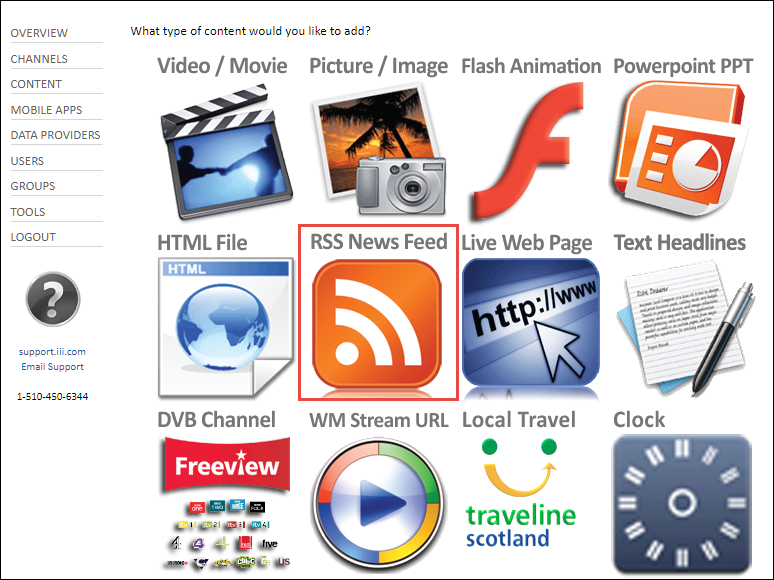 What type of content would you like to add?
OVERVIEW
CHANNELS
CONTENT
MOBILE APPS
DATA PROVIDERS
USERS
GROUPS
TOOLS
LOGOUT
?
support.iii.com
Email Support
1-510-450-6344
Video / Movie
Picture / Image
Flash Animation
Powerpoint PPT
HTML File
RSS News Feed
Live Web Page
Text Headlines
HTML
http://www
DVB Channel
WM Stream URL
Local Travel
Clock
Freeview
traveline
scotland
five